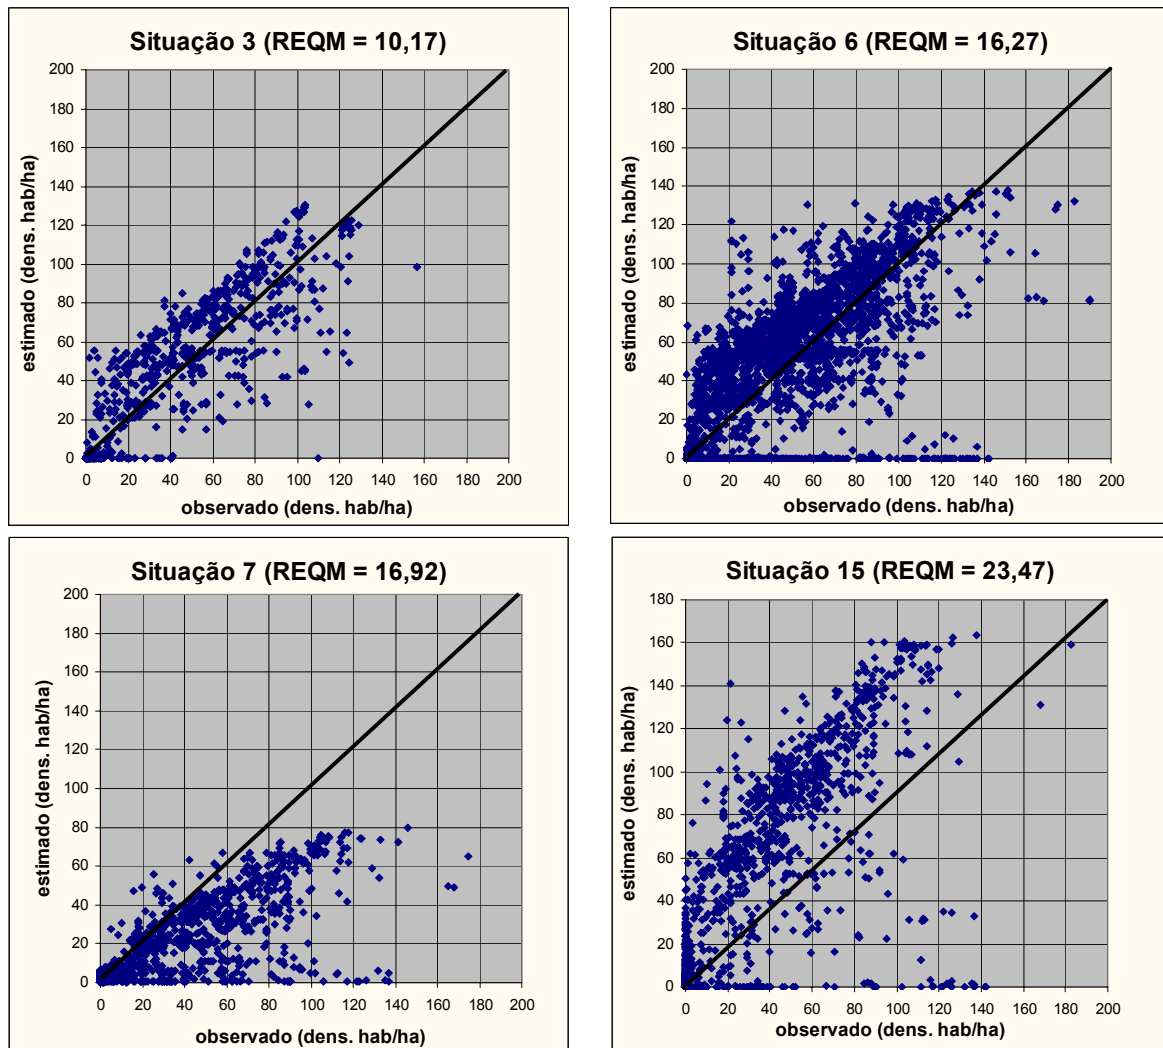 Situação 3 (REQM = 10,17)
200
180
160
140
120
100
80
60
40
20
0
estimado (dens. hab/ha)
0 20 40 60 80 100 120 140 160 180 200
observado (dens. hab/ha)
Situação 6 (REQM = 16,27)
200
180
160
140
120
100
80
60
40
20
0
estimado (dens. hab/ha)
0 20 40 60 80 100 120 140 160 180 200
observado (dens. hab/ha)
Situação 7 (REQM = 16,92)
200
180
160
140
120
100
80
60
40
20
0
estimado (dens. hab/ha)
0 20 40 60 80 100 120 140 160 180 200
observado (dens. hab/ha)
Situação 15 (REQM = 23,47)
180
160
140
120
100
80
60
40
20
0
estimado (dens. hab/ha)
0 20 40 60 80 100 120 140 160 180 200
observado (dens. hab/ha)